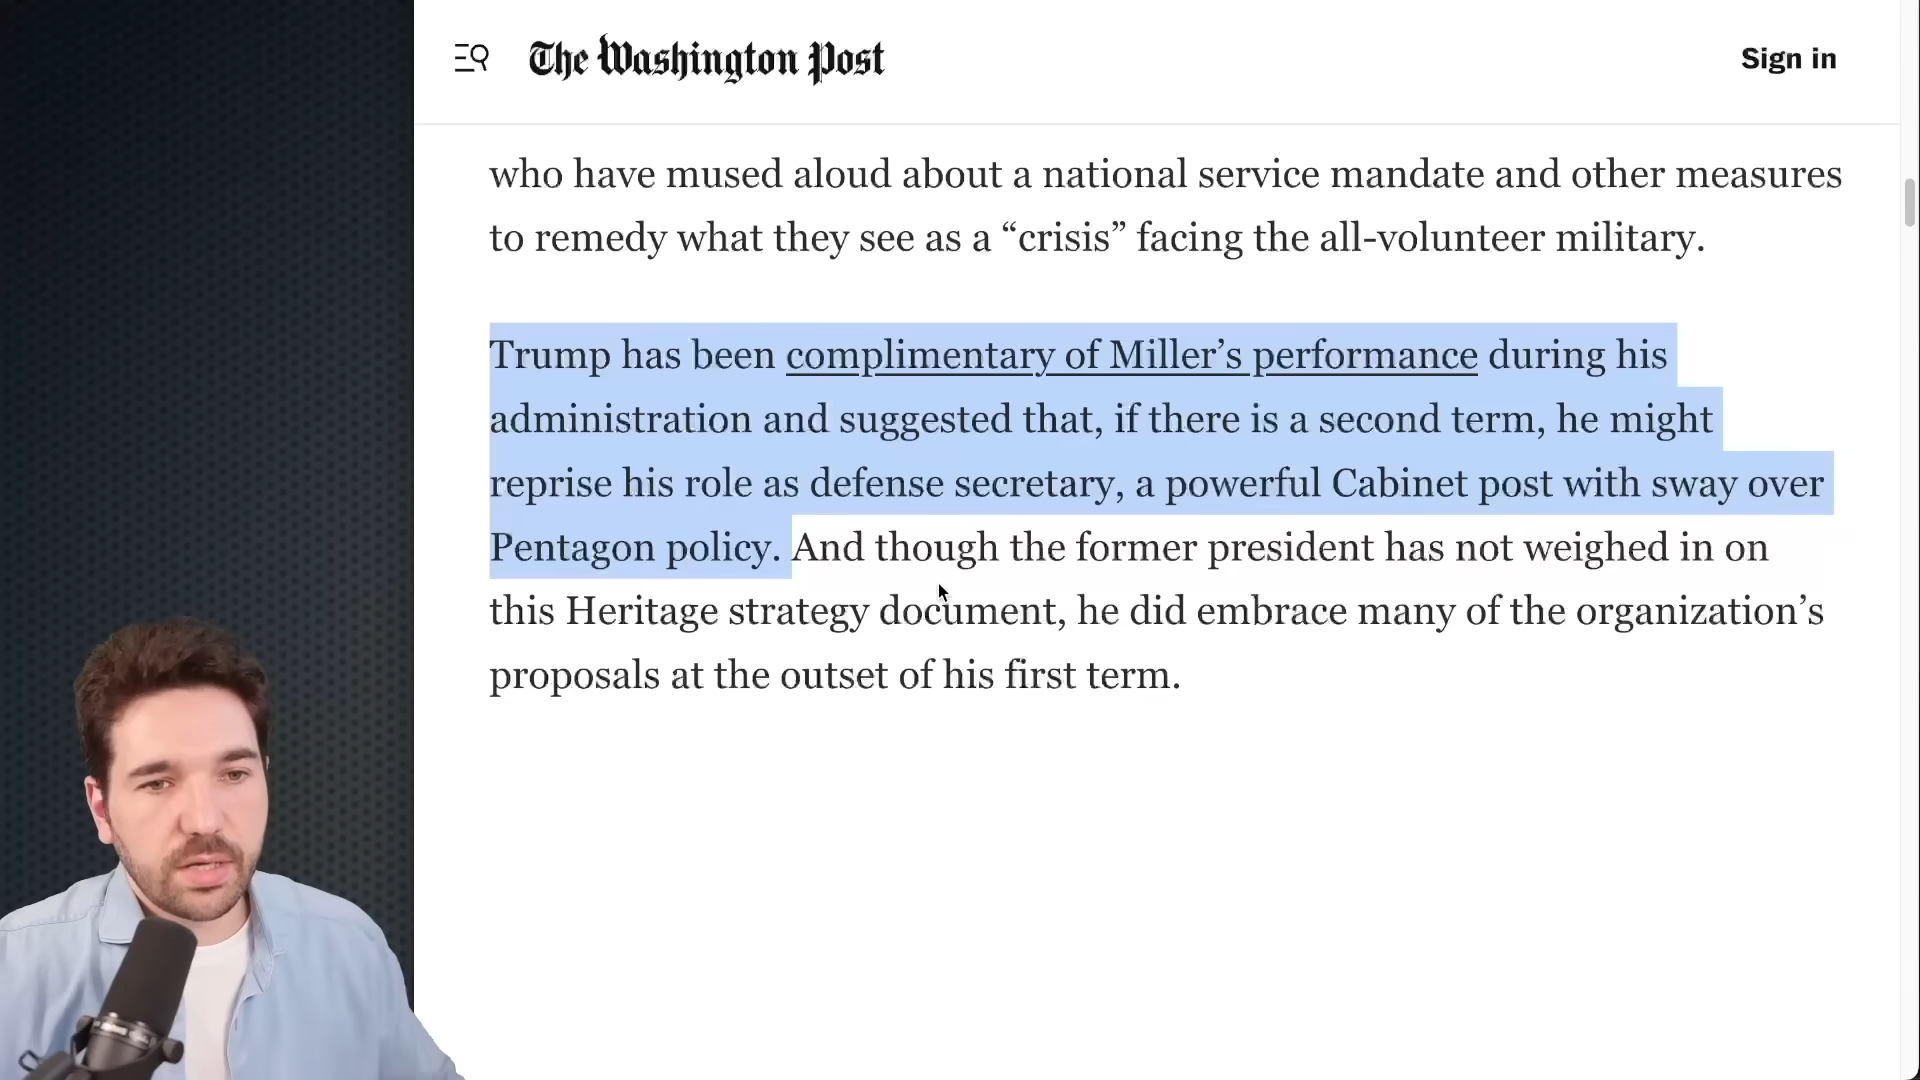 The Washington Post
Sign in
who have mused aloud about a national service mandate and other measures
to remedy what they see as a “crisis” facing the all-volunteer military.
Trump has been complimentary of Miller’s performance during his
administration and suggested that, if there is a second term, he might
reprise his role as defense secretary, a powerful Cabinet post with sway over
Pentagon policy. And though the former president has not weighed in on
this Heritage strategy document, he did embrace many of the organization’s
proposals at the outset of his first term.